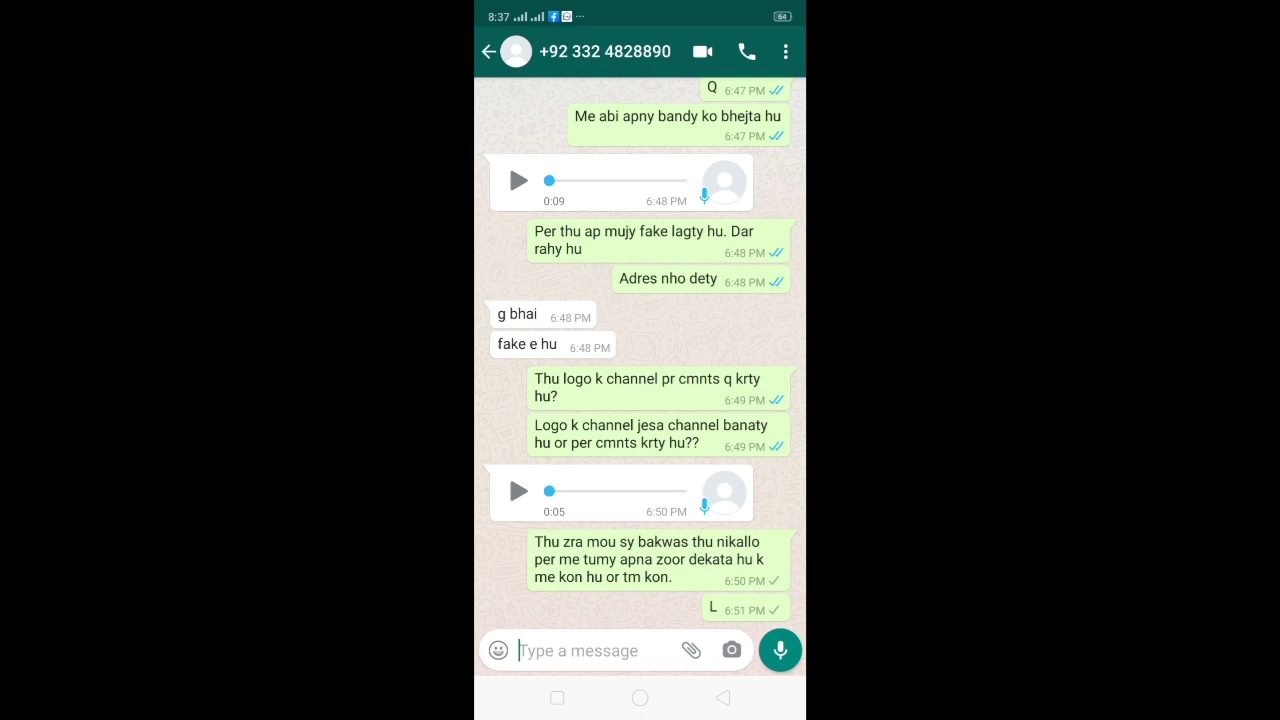 8:37
64
+92 332 4828890
Q 6:47 PM
Me abi apny bandy ko bhejta hu
6:47 PM
0:09 6:48 PM
Per thu ap mujy fake lagty hu. Dar
rahy hu 6:48 PM
Adres nho dety 6:48 PM
g bhai 6:48 PM
fake e hu 6:48 PM
Thu logo k channel pr cmnts q krty
hu? 6:49 PM
Logo k channel jesa channel banaty
hu or per cmnts krty hu?? 6:49 PM
0:05 6:50 PM
Thu zra mou sy bakwas thu nikallo
per me tumy apna zoor dekata hu k
me kon hu or tm kon. 6:50 PM
L 6:51 PM
Type a message